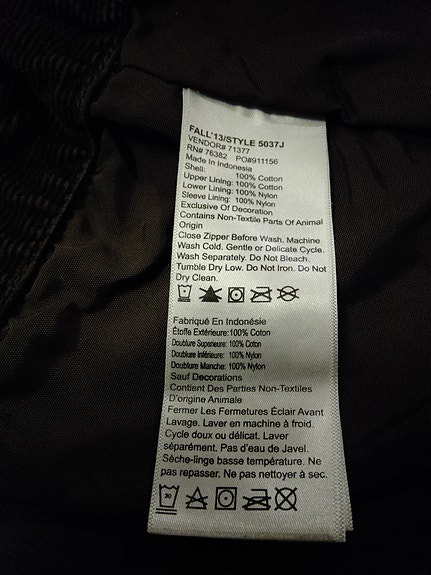 FALL'13/STYLE 5037J
VENDOR# 71377
RN# 76382 PO#911156
Made In Indonesia
Shell: 100% Cotton
Upper Lining: 100% Cotton
Lower Lining: 100% Nylon
Sleeve Lining: 100% Nylon
Exclusive Of Decoration
Contains Non-Textile Parts Of Animal
Origin
Close Zipper Before Wash. Machine
Wash Cold. Gentle or Delicate Cycle.
Wash Separately. Do Not Bleach.
Tumble Dry Low. Do Not Iron. Do Not
Dry Clean.
Fabriqué En Indonésie
Étoffe Extérieure: 100% Coton
Doublure Superieure: 100% Coton
Doublure Inférieure: 100% Nylon
Doublure Manche: 100% Nylon
Sauf Decorations
Contient Des Parties Non-Textiles
D'origine Animale
Fermer Les Fermetures Éclair Avant
Lavage. Laver en machine à froid.
Cycle doux ou délicat. Laver
séparément. Pas d'eau de Javel.
Sèche-linge basse température. Ne
pas repasser. Ne pas nettoyer à sec.
30